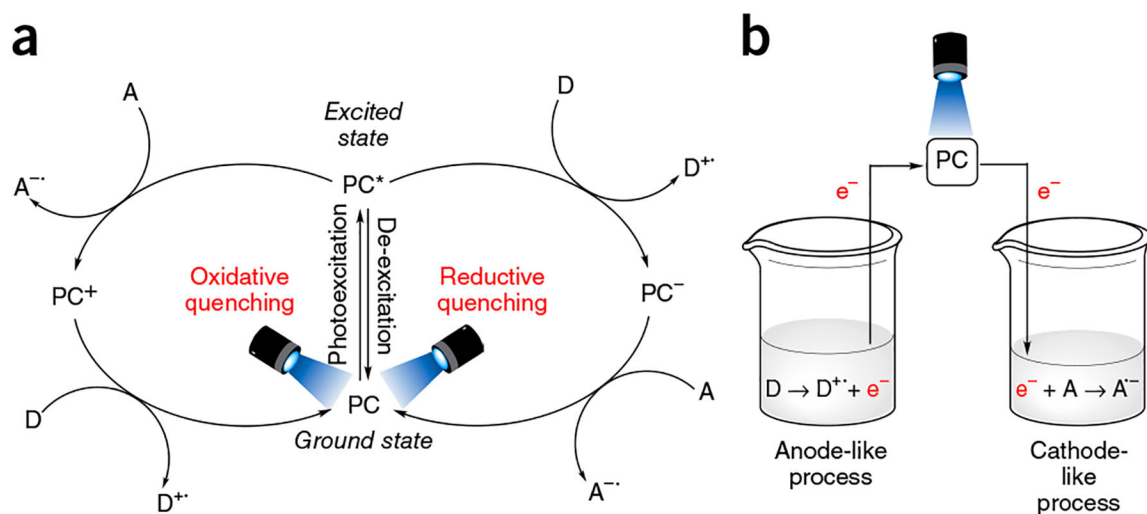 a
A
D
Excited
state
A⁻·
D⁺·
PC*
Photoexcitation
De-excitation
Oxidative
quenching
Reductive
quenching
PC⁺
PC⁻
D
PC
A
Ground state
D⁺·
A⁻·
b
PC
e⁻
e⁻
D → D⁺· + e⁻
e⁻ + A → A·⁻
Anode-like
process
Cathode-
like
process